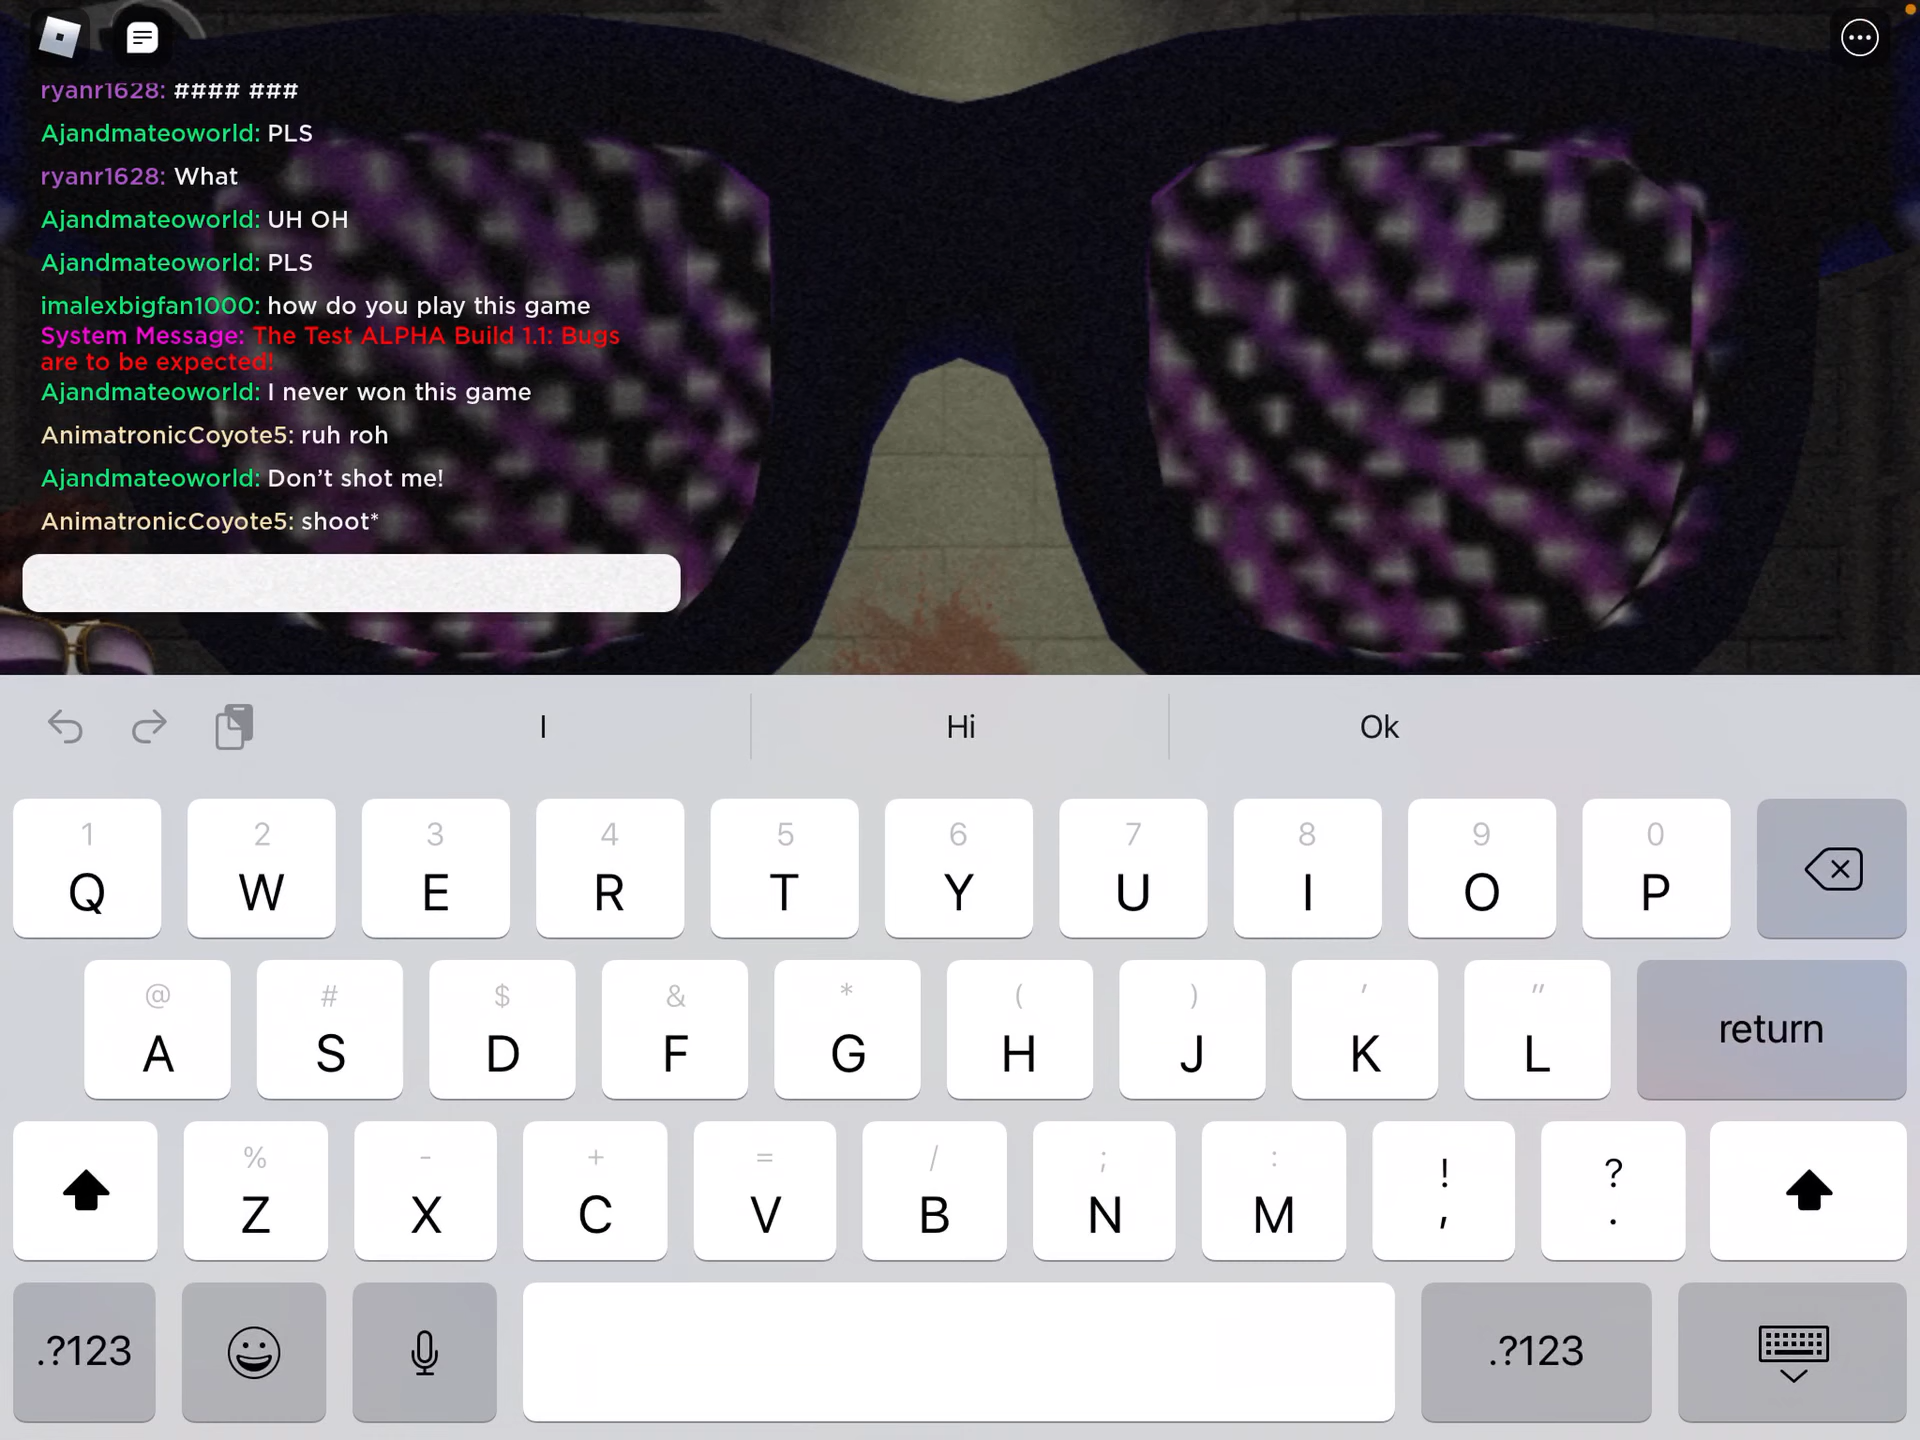 ryanr1628: #### ###
Ajandmateoworld: PLS
ryanr1628: What
Ajandmateoworld: UH OH
Ajandmateoworld: PLS
imalexbigfan1000: how do you play this game
System Message: The Test ALPHA Build 1.1: Bugs
are to be expected!
Ajandmateoworld: I never won this game
AnimatronicCoyote5: ruh roh
Ajandmateoworld: Don’t shot me!
AnimatronicCoyote5: shoot*
I Hi Ok
1 2 3 4 5 6 7 8 9 0
Q W E R T Y U I O P
@ # $ & * ( ) ' "
A S D F G H J K L return
% - + = / ; : ! ?
Z X C V B N M , .
.?123 .?123